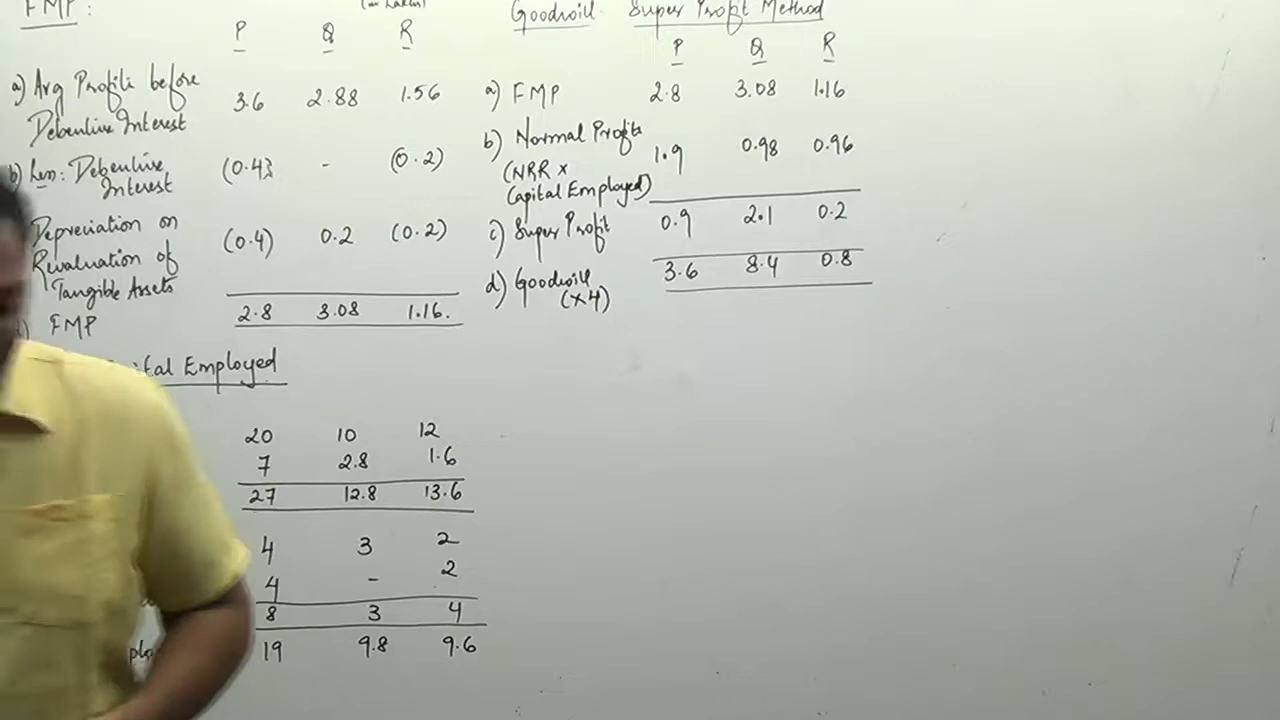 FMP:
(in Lakhs)
P Q R
a) Avg Profits before 3.6 2.88 1.56
Debenture Interest
b) Less: Debenture (0.4) - (0.2)
Interest
Depreciation on (0.4) 0.2 (0.2)
Revaluation of
Tangible Assets
FMP 2.8 3.08 1.16.
Employed
20 10 12
7 2.8 1.6
27 12.8 13.6
4 3 2
4 - 2
8 3 4
19 9.8 9.6
Goodwill: Super Profit Method
P Q R
a) FMP 2.8 3.08 1.16
b) Normal Profits 1.9 0.98 0.96
(NRR x
Capital Employed)
c) Super Profit 0.9 2.1 0.2
d) Goodwill 3.6 8.4 0.8
(x4)